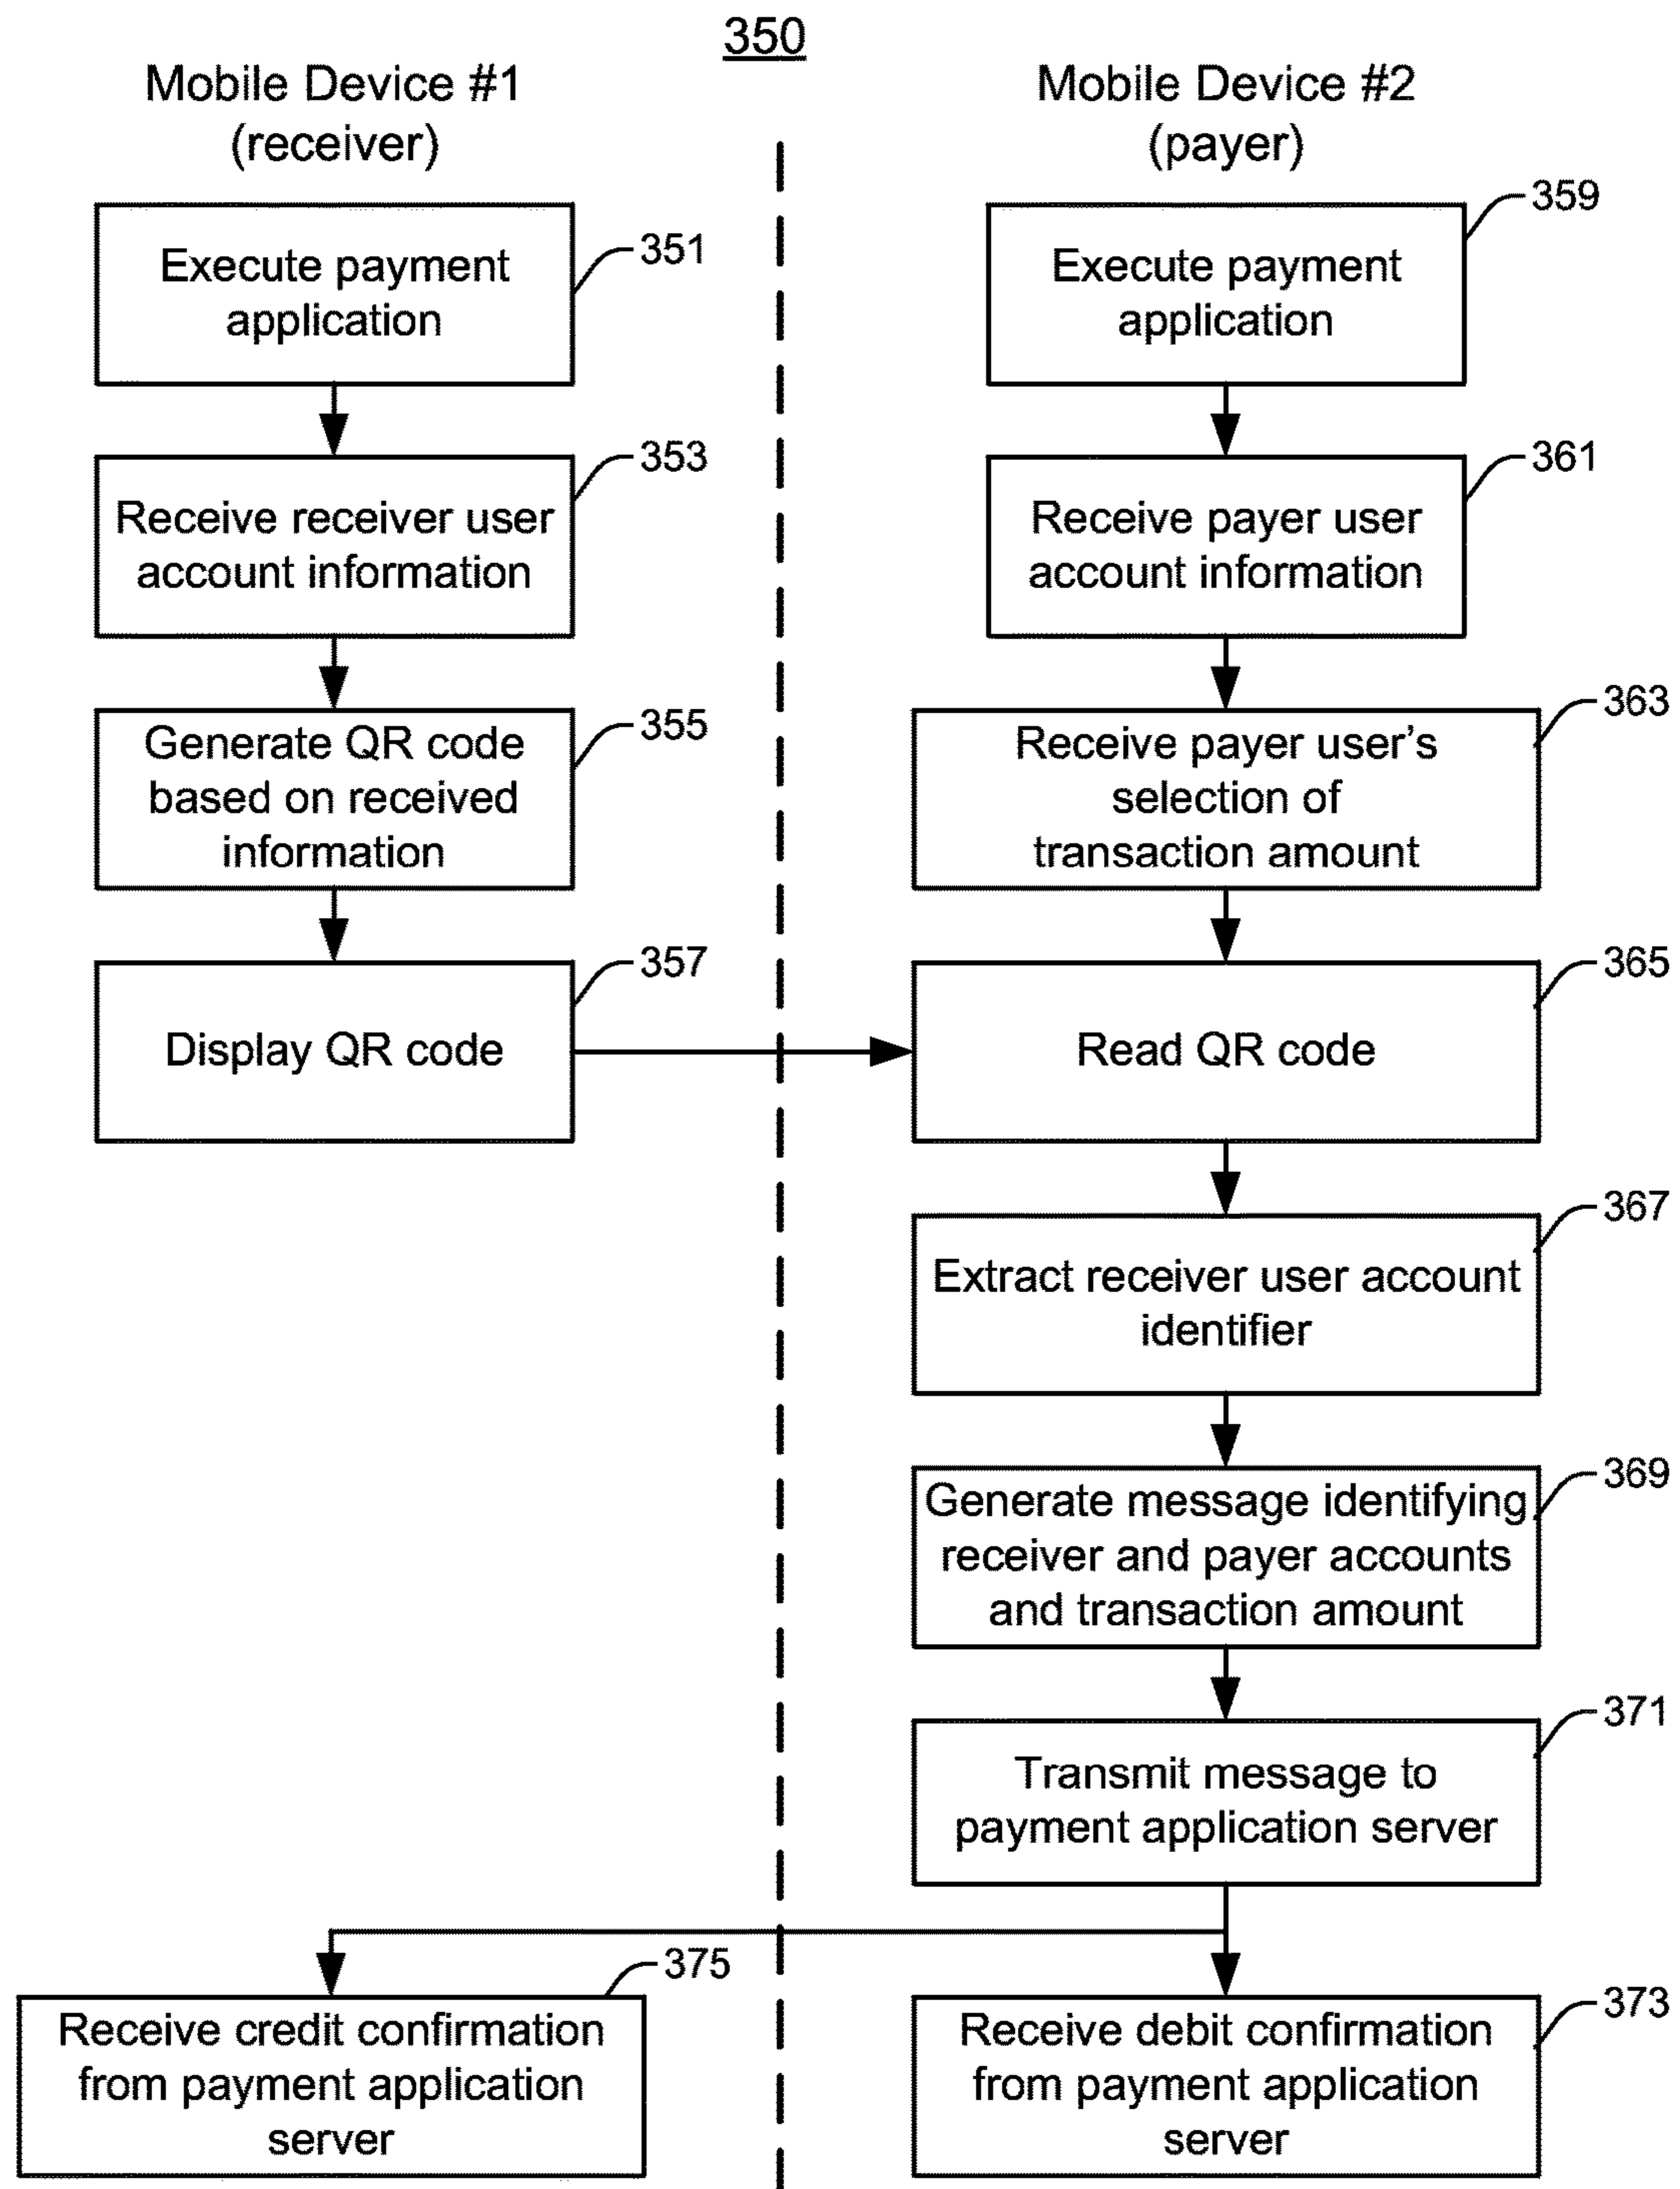 350
Mobile Device #1
(receiver)
Mobile Device #2
(payer)
Execute payment
application
351
Receive receiver user
account information
353
Generate QR code
based on received
information
355
Display QR code
357
Execute payment
application
359
Receive payer user
account information
361
Receive payer user’s
selection of
transaction amount
363
Read QR code
365
Extract receiver user account
identifier
367
Generate message identifying
receiver and payer accounts
and transaction amount
369
Transmit message to
payment application server
371
Receive credit confirmation
from payment application
server
375
Receive debit confirmation
from payment application
server
373